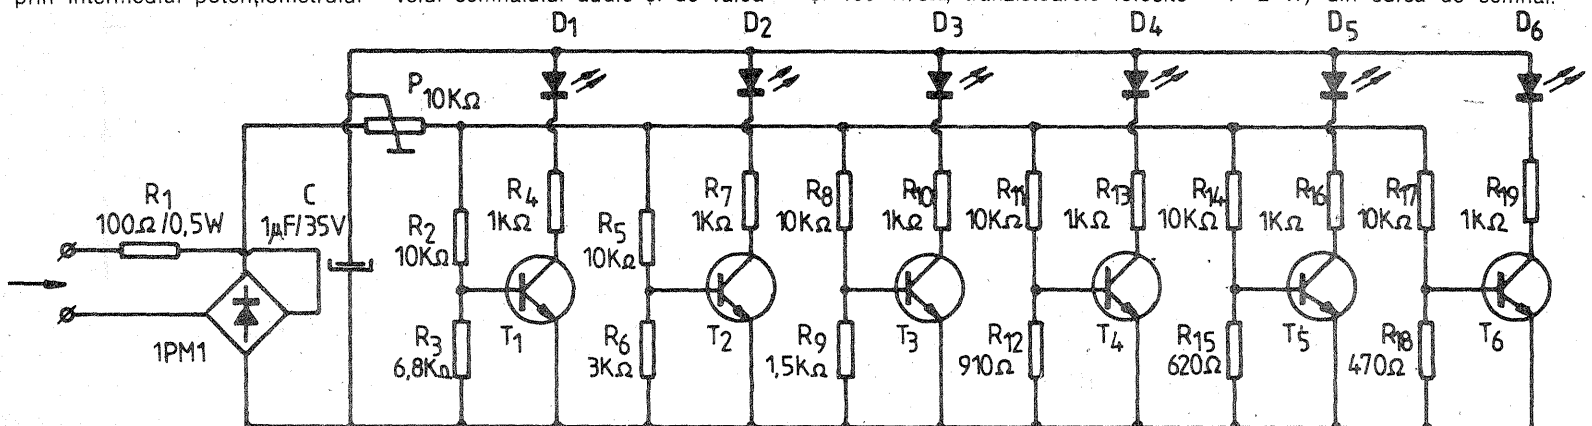 prin intermediul potențiometrului
D1 D2 D3 D4 D5 D6
P 10KΩ
R1
100Ω/0,5W
C
1μF/35V
R2
10KΩ
R4
1KΩ
R5
10KΩ
R7
1KΩ
R8
10KΩ
R10
1KΩ
R11
10KΩ
R13
1KΩ
R14
10KΩ
R16
1KΩ
R17
10KΩ
R19
1KΩ
1PM1
R3
6,8KΩ
T1
R6
3KΩ
T2
R9
1,5KΩ
T3
R12
910Ω
T4
R15
620Ω
T5
R18
470Ω
T6